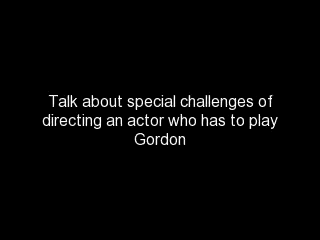 Talk about special challenges of
directing an actor who has to play
Gordon